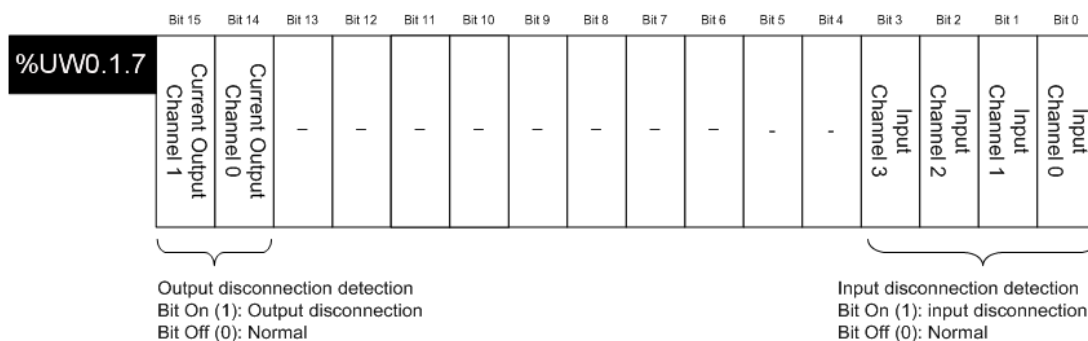 Bit 15 Bit 14 Bit 13 Bit 12 Bit 11 Bit 10 Bit 9 Bit 8 Bit 7 Bit 6 Bit 5 Bit 4 Bit 3 Bit 2 Bit 1 Bit 0
%UW0.1.7
Current Output
Channel 1
Current Output
Channel 0
– – – – – – – – - -
Input
Channel 3
Input
Channel 2
Input
Channel 1
Input
Channel 0
Output disconnection detection
Bit On (1): Output disconnection
Bit Off (0): Normal
Input disconnection detection
Bit On (1): input disconnection
Bit Off (0): Normal